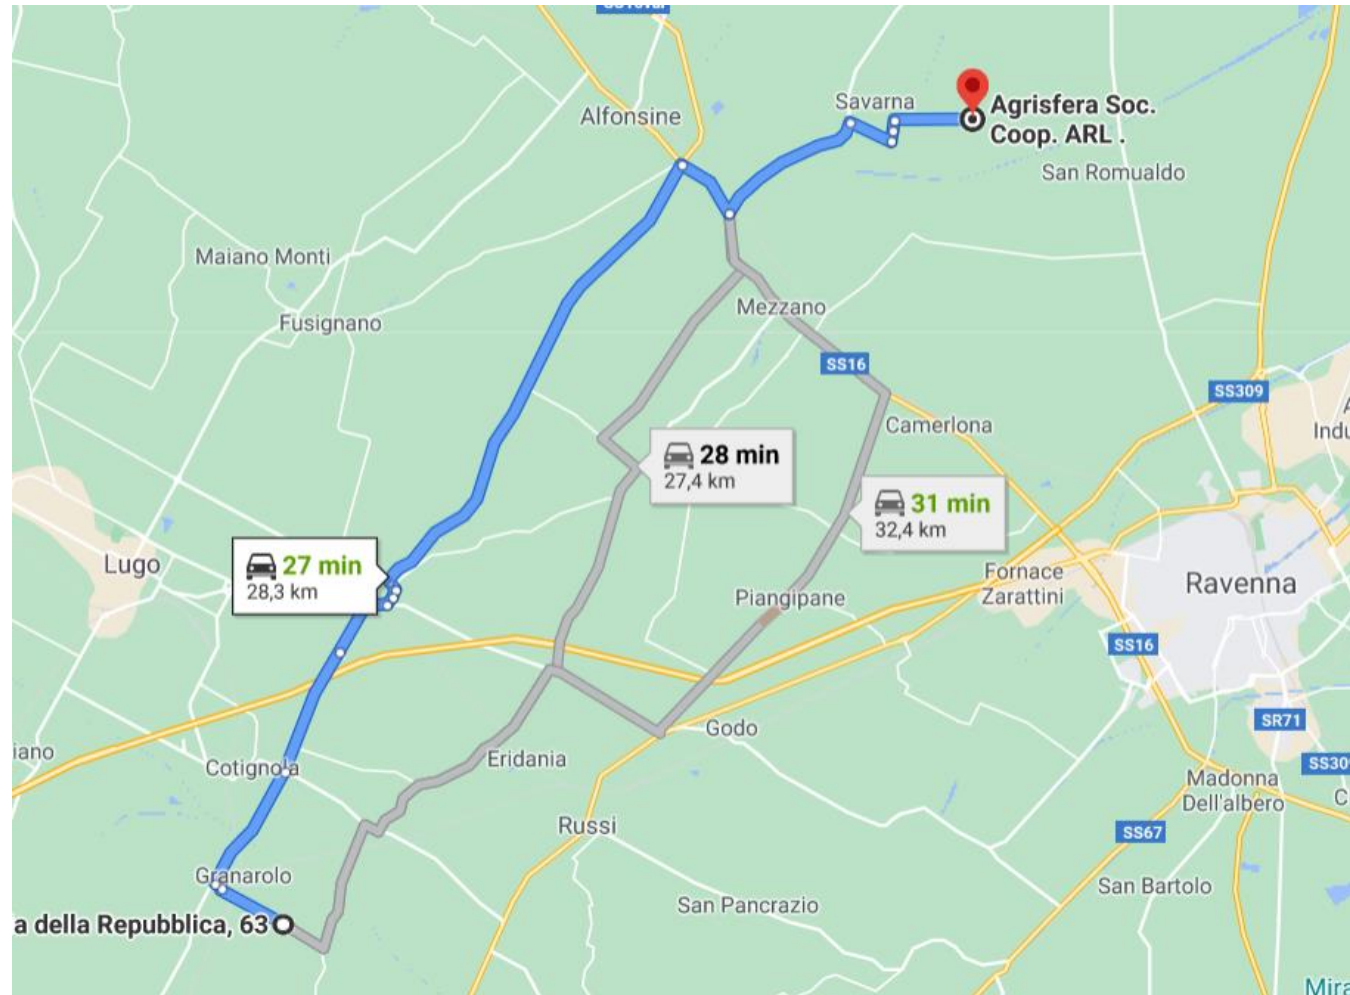 Alfonsine
Savarna
Agrisfera Soc.
Coop. ARL .
San Romualdo
Maiano Monti
Fusignano
Mezzano
SS16
SS309
Camerlona
28 min
27,4 km
31 min
32,4 km
Lugo
27 min
28,3 km
Fornace
Zarattini
Ravenna
Piangipane
SS16
SR71
Godo
iano
Cotignola
Eridania
Madonna
Dell'albero
SS67
Russi
Granarolo
San Bartolo
San Pancrazio
a della Repubblica, 63